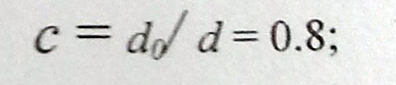 c = d₀/ d = 0.8;